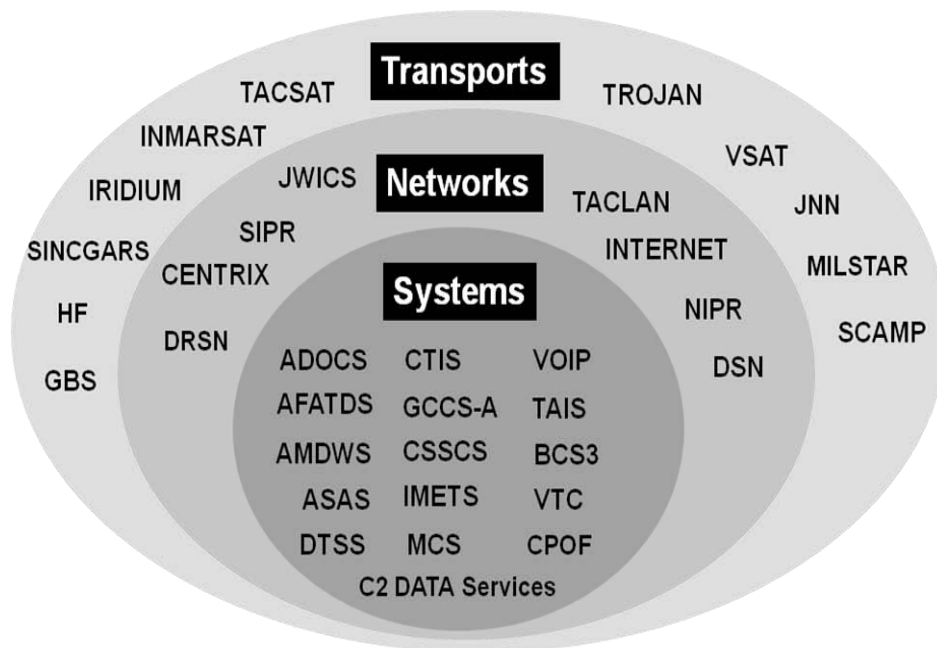 Transports
TACSAT
TROJAN
INMARSAT
VSAT
IRIDIUM
JNN
SINCGARS
MILSTAR
HF
SCAMP
GBS
Networks
JWICS
TACLAN
SIPR
INTERNET
CENTRIX
NIPR
DRSN
DSN
Systems
ADOCS CTIS VOIP
AFATDS GCCS-A TAIS
AMDWS CSSCS BCS3
ASAS IMETS VTC
DTSS MCS CPOF
C2 DATA Services